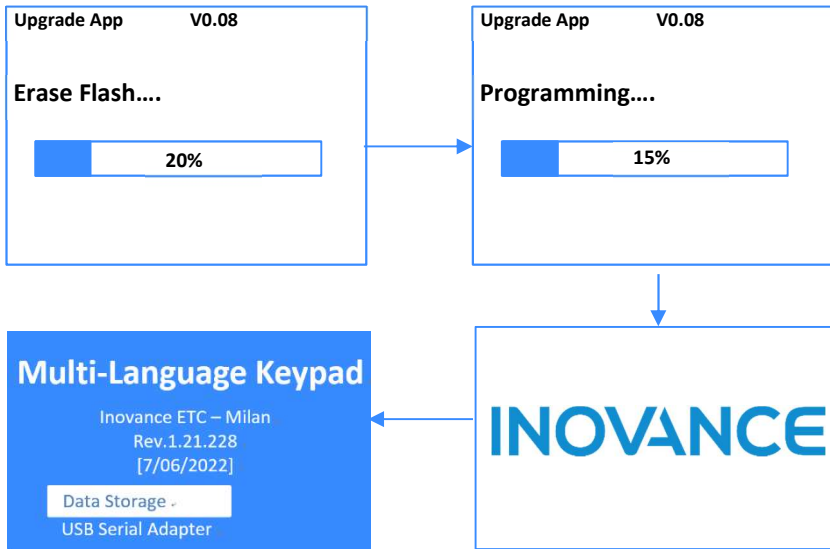 Upgrade App V0.08
Erase Flash....
20%
Upgrade App V0.08
Programming....
15%
INOVANCE
Multi-Language Keypad
Inovance ETC – Milan
Rev.1.21.228
[7/06/2022]
Data Storage
USB Serial Adapter